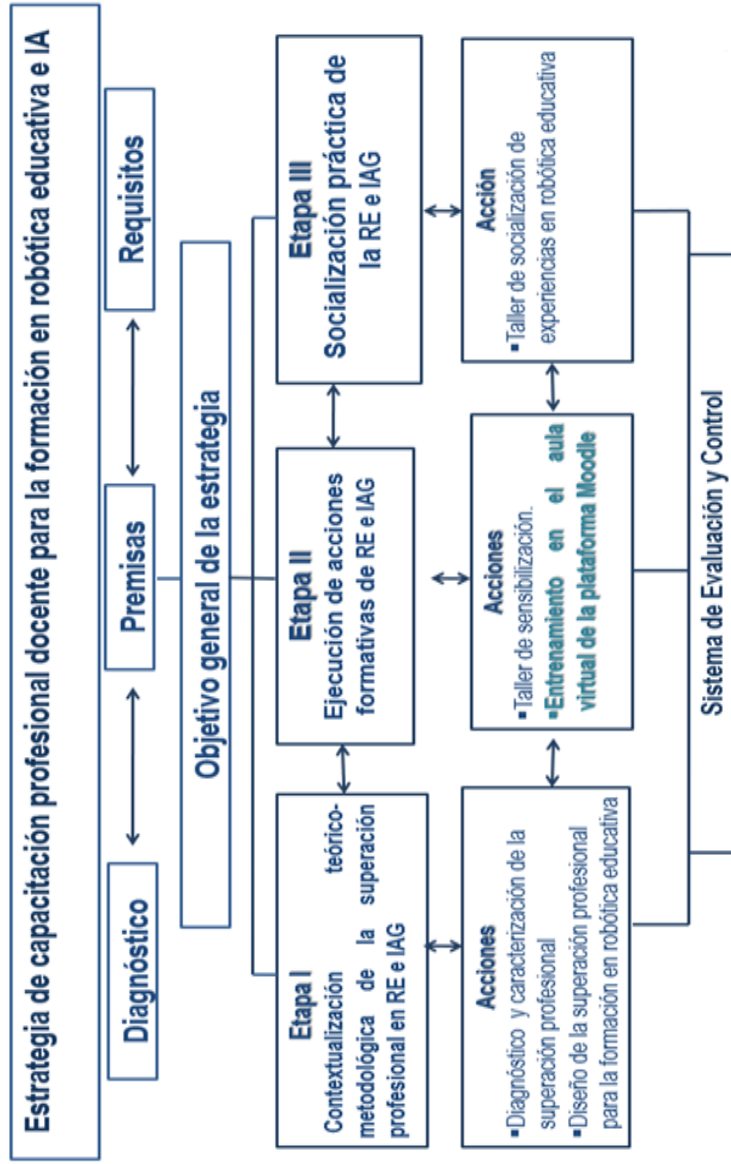 Estrategia de capacitación profesional docente para la formación en robótica educativa e IA
Diagnóstico
Premisas
Requisitos
Objetivo general de la estrategia
Etapa I
Contextualización teórico-
metodológica de la superación
profesional en RE e IAG
Etapa II
Ejecución de acciones
formativas de RE e IAG
Etapa III
Socialización práctica de
la RE e IAG
Acciones
▪Diagnóstico y caracterización de la
superación profesional
▪Diseño de la superación profesional
para la formación en robótica educativa
Acciones
▪Taller de sensibilización.
▪Entrenamiento en el aula
virtual de la plataforma Moodle
Acción
▪Taller de socialización de
experiencias en robótica educativa
Sistema de Evaluación y Control